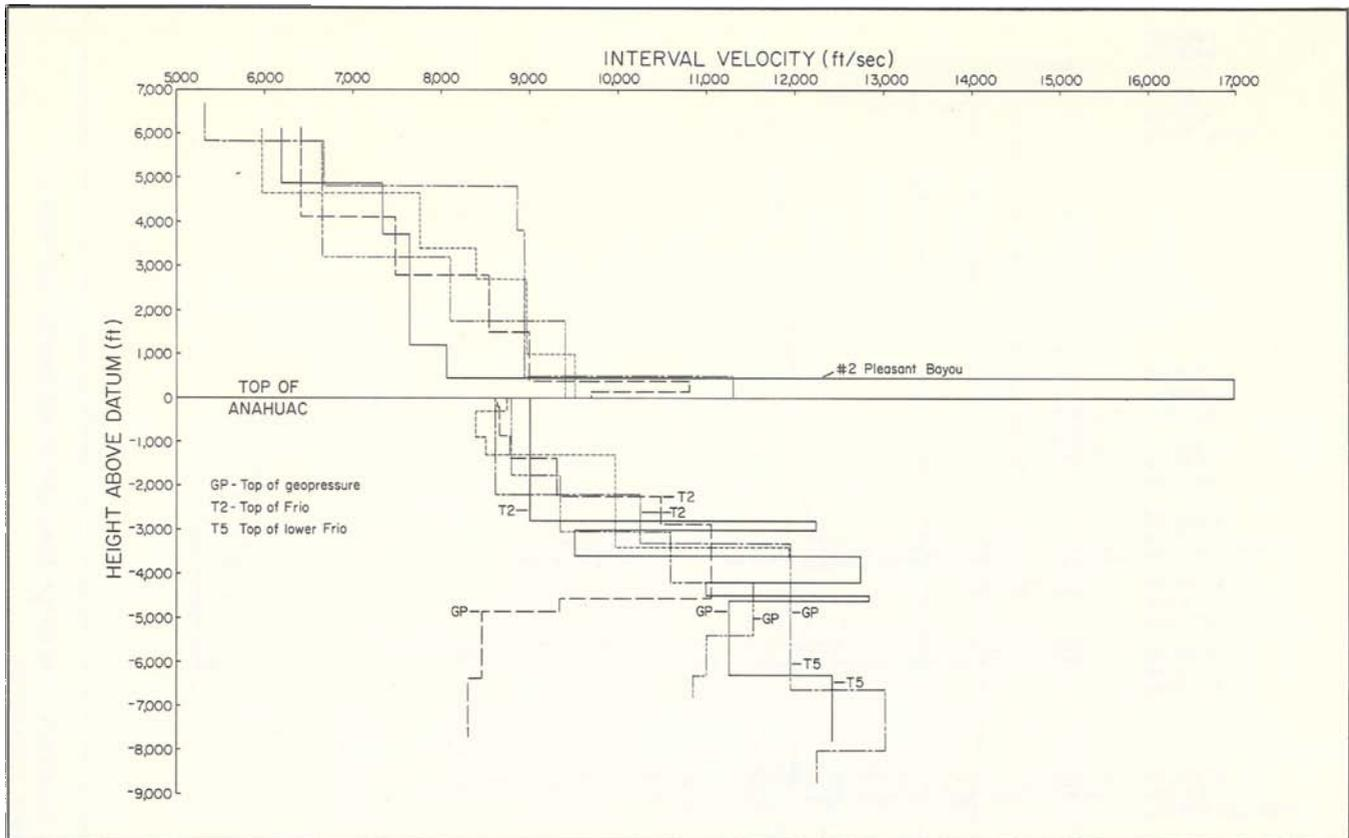 INTERVAL VELOCITY (ft/sec)
5,000 6,000 7,000 8,000 9,000 10,000 11,000 12,000 13,000 14,000 15,000 16,000 17,000
7,000
6,000
5,000
4,000
3,000
2,000
1,000
0
-1,000
-2,000
-3,000
-4,000
-5,000
-6,000
-7,000
-8,000
-9,000
HEIGHT ABOVE DATUM (ft)
#2 Pleasant Bayou
TOP OF
ANAHUAC
GP - Top of geopressure
T2 - Top of Frio
T5 Top of lower Frio
T2
T2
T2
GP
GP
GP
GP
T5
T5